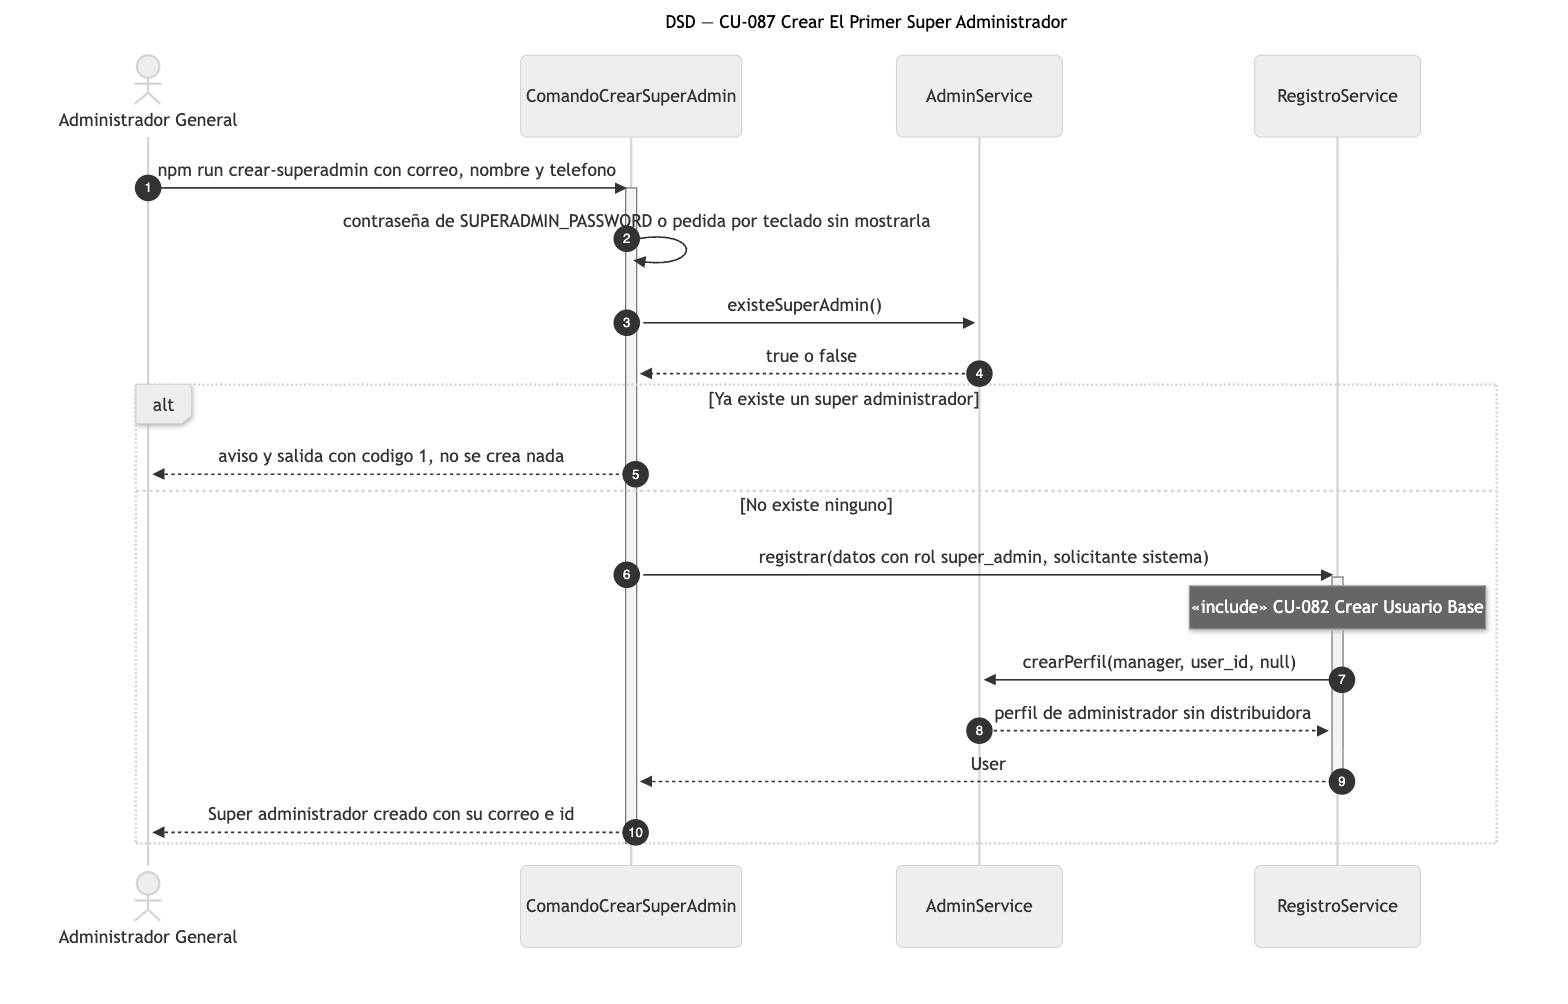 DSD — CU-087 Crear El Primer Super Administrador
Administrador General
ComandoCrearSuperAdmin
AdminService
RegistroService
npm run crear-superadmin con correo, nombre y telefono
1
contraseña de SUPERADMIN_PASSWORD o pedida por teclado sin mostrarla
2
existeSuperAdmin()
3
true o false
4
alt
[Ya existe un super administrador]
aviso y salida con codigo 1, no se crea nada
5
[No existe ninguno]
registrar(datos con rol super_admin, solicitante sistema)
6
«include» CU-082 Crear Usuario Base
crearPerfil(manager, user_id, null)
7
perfil de administrador sin distribuidora
8
User
9
Super administrador creado con su correo e id
10
Administrador General
ComandoCrearSuperAdmin
AdminService
RegistroService